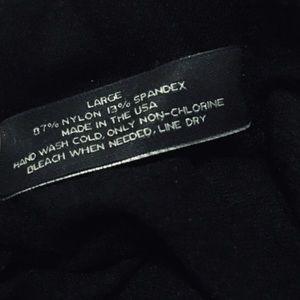 LARGE
87% NYLON 13% SPANDEX
MADE IN THE USA
HAND WASH COLD, ONLY NON-CHLORINE
BLEACH WHEN NEEDED, LINE DRY